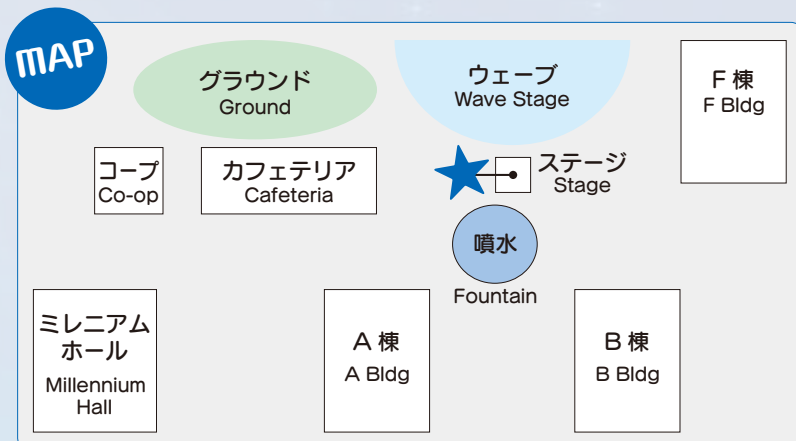 MAP
グラウンド
Ground
ウェーブ
Wave Stage
F 棟
F Bldg
コープ
Co-op
カフェテリア
Cafeteria
ステージ
Stage
噴水
Fountain
ミレニアム
ホール
Millennium
Hall
A 棟
A Bldg
B 棟
B Bldg